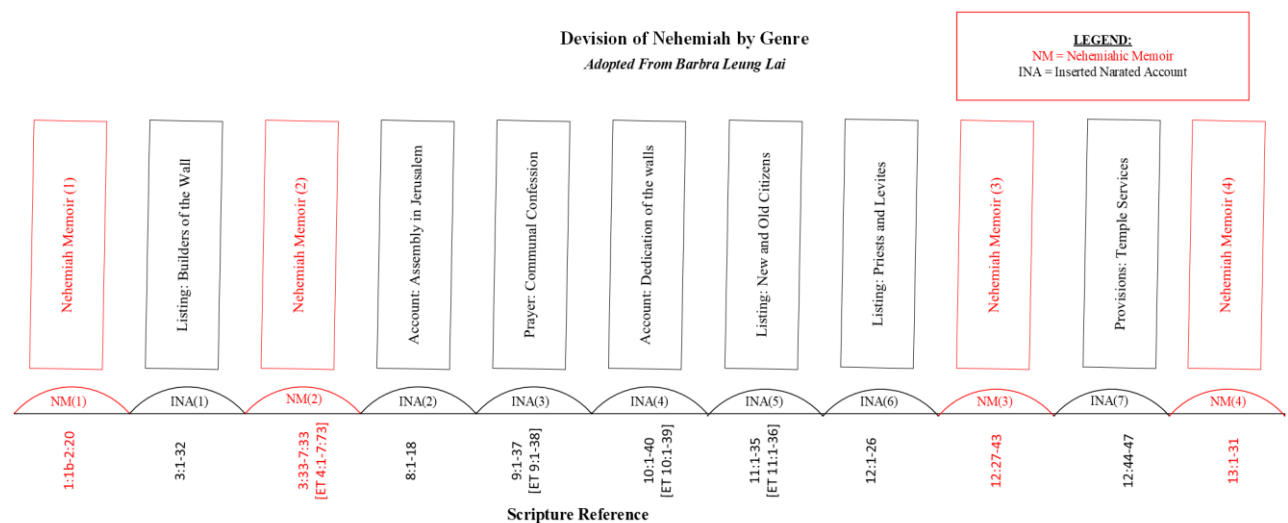 Devision of Nehemiah by Genre
Adopted From Barbra Leung Lai
LEGEND:
NM = Nehemiahic Memoir
INA = Inserted Narated Account
Nehemiah Memoir (1)
Listing: Builders of the Wall
Nehemiah Memoir (2)
Account: Assembly in Jerusalem
Prayer: Communal Confession
Account: Dedication of the walls
Listing: New and Old Citizens
Listing: Priests and Levites
Nehemiah Memoir (3)
Provisions: Temple Services
Nehemiah Memoir (4)
NM(1)
INA(1)
NM(2)
INA(2)
INA(3)
INA(4)
INA(5)
INA(6)
NM(3)
INA(7)
NM(4)
1:1b-2:20
3:1-32
3:33-7:33
[ET 4:1-7:73]
8:1-18
9:1-37
[ET 9:1-38]
10:1-40
[ET 10:1-39]
11:1-35
[ET 11:1-36]
12:1-26
12:27-43
12:44-47
13:1-31
Scripture Reference